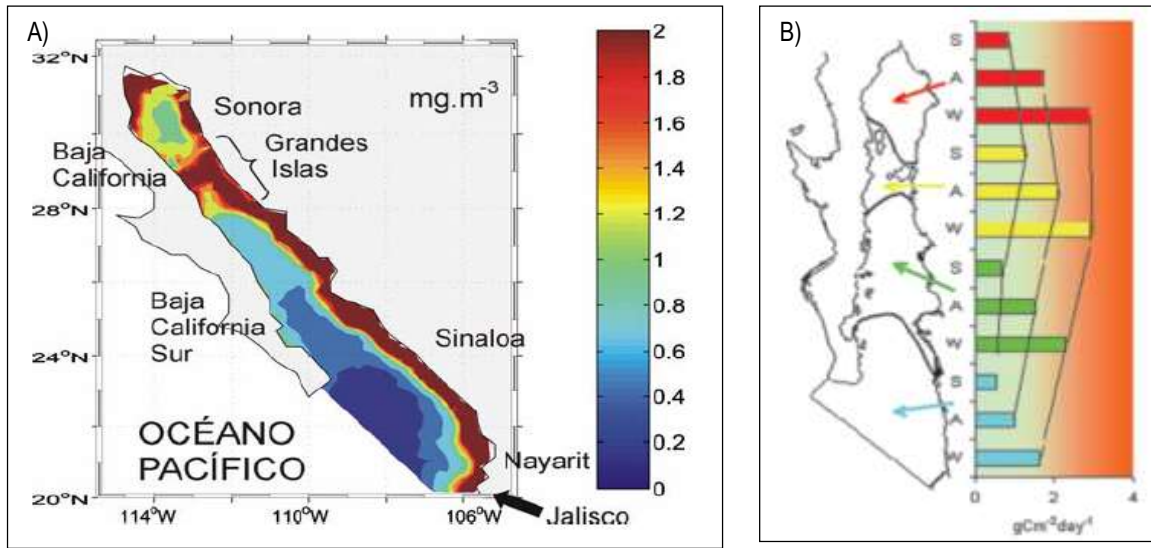 A)
mg.m-3
Sonora
Grandes
Islas
Baja
California
Baja
California
Sur
Sinaloa
OCÉANO
PACÍFICO
Nayarit
Jalisco
32°N
28°N
24°N
20°N
114°W
110°W
106°W
2
1.8
1.6
1.4
1.2
1
0.8
0.6
0.4
0.2
0
B)
S
A
W
S
A
W
S
A
W
S
A
W
0
2
4
gCm-2day-1